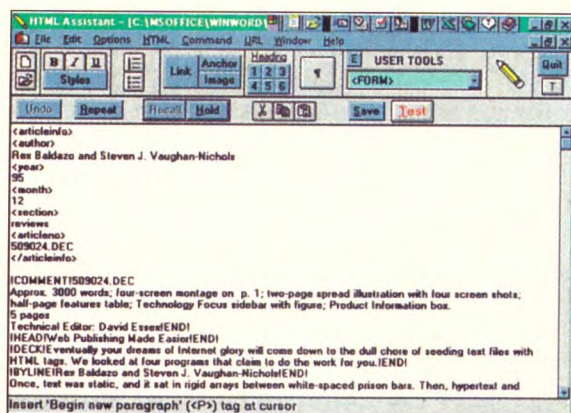 HTML Assistant - [C:\MSOFFICE\WINWORD\
File Edit Options HTML Command URL Window Help
B I U
Styles
Link Anchor
Image
Heading
1 2 3
4 5 6
¶
E USER TOOLS
<FORM>
Quit
T
Undo Repeat Recall Hold Save Test
<articleinfo>
<author>
Rex Baldazo and Steven J. Vaughan-Nichols
<year>
95
<month>
12
<section>
reviews
<articleno>
509024.DEC
</articleinfo>
!COMMENT!509024.DEC
Approx. 3000 words; four-screen montage on p. 1; two-page spread illustration with four screen shots;
half-page features table; Technology Focus sidebar with figure; Product Information box.
5 pages
Technical Editor: David Essex!END!
!HEAD!Web Publishing Made Easier!END!
!DECK!Eventually your dreams of Internet glory will come down to the dull chore of seeding text files with
HTML tags. We looked at four programs that claim to do the work for you.!END!
!BYLINE!Rex Baldazo and Steven J. Vaughan-Nichols!END!
Once, text was static, and it sat in rigid arrays between white-spaced prison bars. Then, hypertext and
Insert 'Begin new paragraph' (<P>) tag at cursor